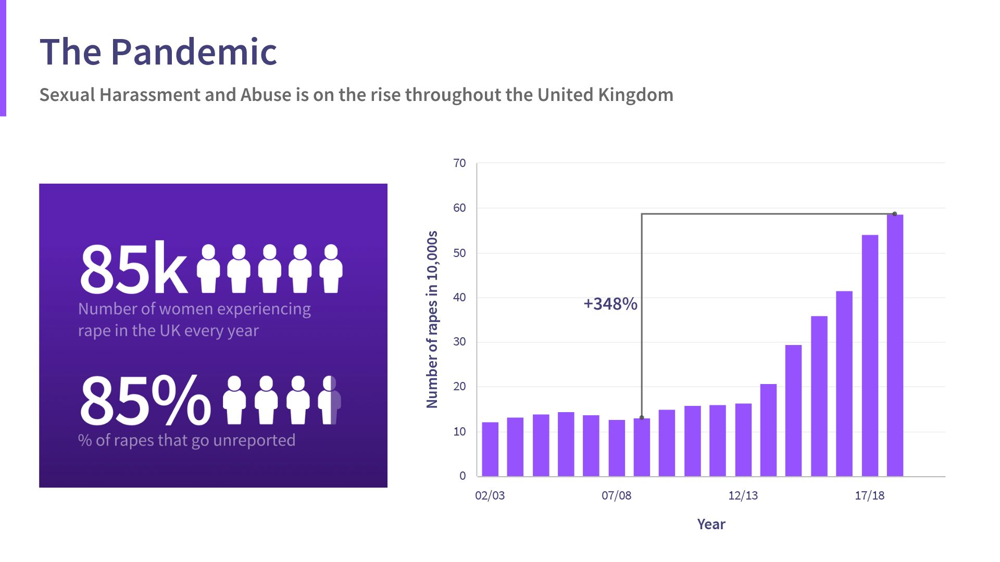 The Pandemic
Sexual Harassment and Abuse is on the rise throughout the United Kingdom
85k
Number of women experiencing
rape in the UK every year
85%
% of rapes that go unreported
Number of rapes in 10,000s
70
60
50
40
30
20
10
0
+348%
02/03
07/08
12/13
17/18
Year